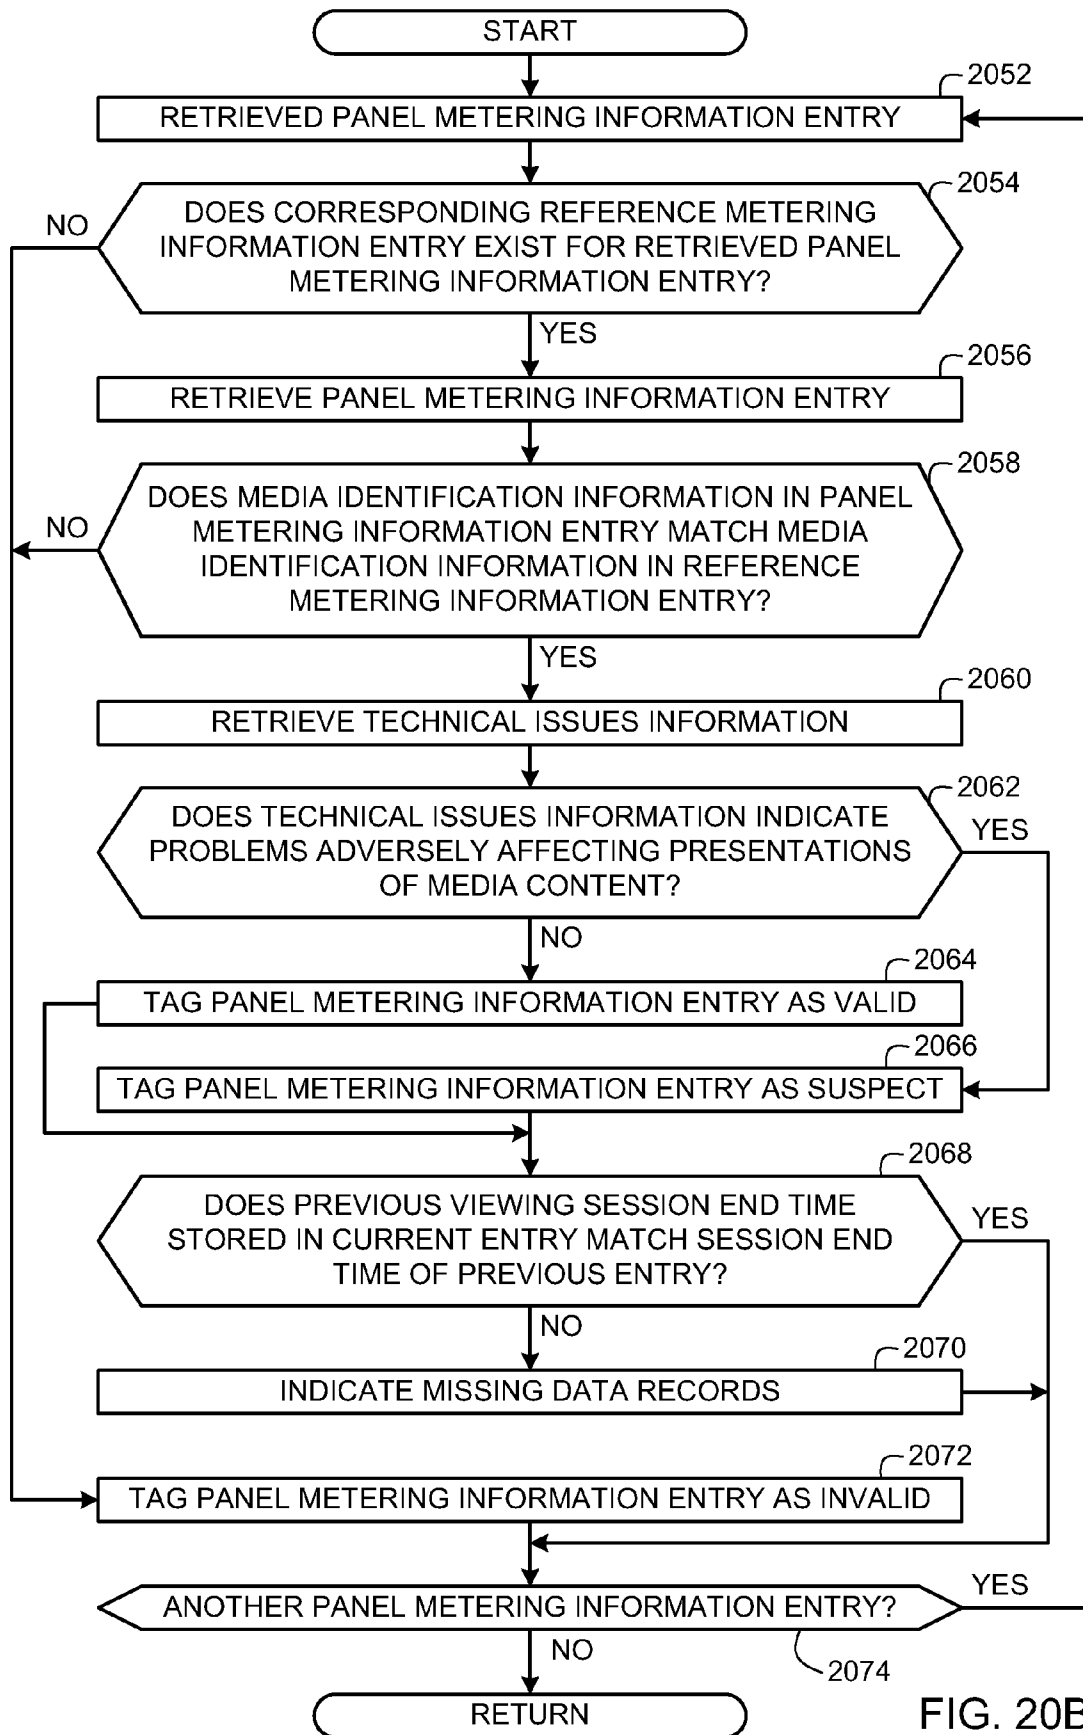 START
2052
RETRIEVED PANEL METERING INFORMATION ENTRY
2054
NO
DOES CORRESPONDING REFERENCE METERING
INFORMATION ENTRY EXIST FOR RETRIEVED PANEL
METERING INFORMATION ENTRY?
YES
2056
RETRIEVE PANEL METERING INFORMATION ENTRY
2058
NO
DOES MEDIA IDENTIFICATION INFORMATION IN PANEL
METERING INFORMATION ENTRY MATCH MEDIA
IDENTIFICATION INFORMATION IN REFERENCE
METERING INFORMATION ENTRY?
YES
2060
RETRIEVE TECHNICAL ISSUES INFORMATION
2062
YES
DOES TECHNICAL ISSUES INFORMATION INDICATE
PROBLEMS ADVERSELY AFFECTING PRESENTATIONS
OF MEDIA CONTENT?
NO
2064
TAG PANEL METERING INFORMATION ENTRY AS VALID
2066
TAG PANEL METERING INFORMATION ENTRY AS SUSPECT
2068
YES
DOES PREVIOUS VIEWING SESSION END TIME
STORED IN CURRENT ENTRY MATCH SESSION END
TIME OF PREVIOUS ENTRY?
NO
2070
INDICATE MISSING DATA RECORDS
2072
TAG PANEL METERING INFORMATION ENTRY AS INVALID
YES
ANOTHER PANEL METERING INFORMATION ENTRY?
NO
2074
RETURN
FIG. 20B